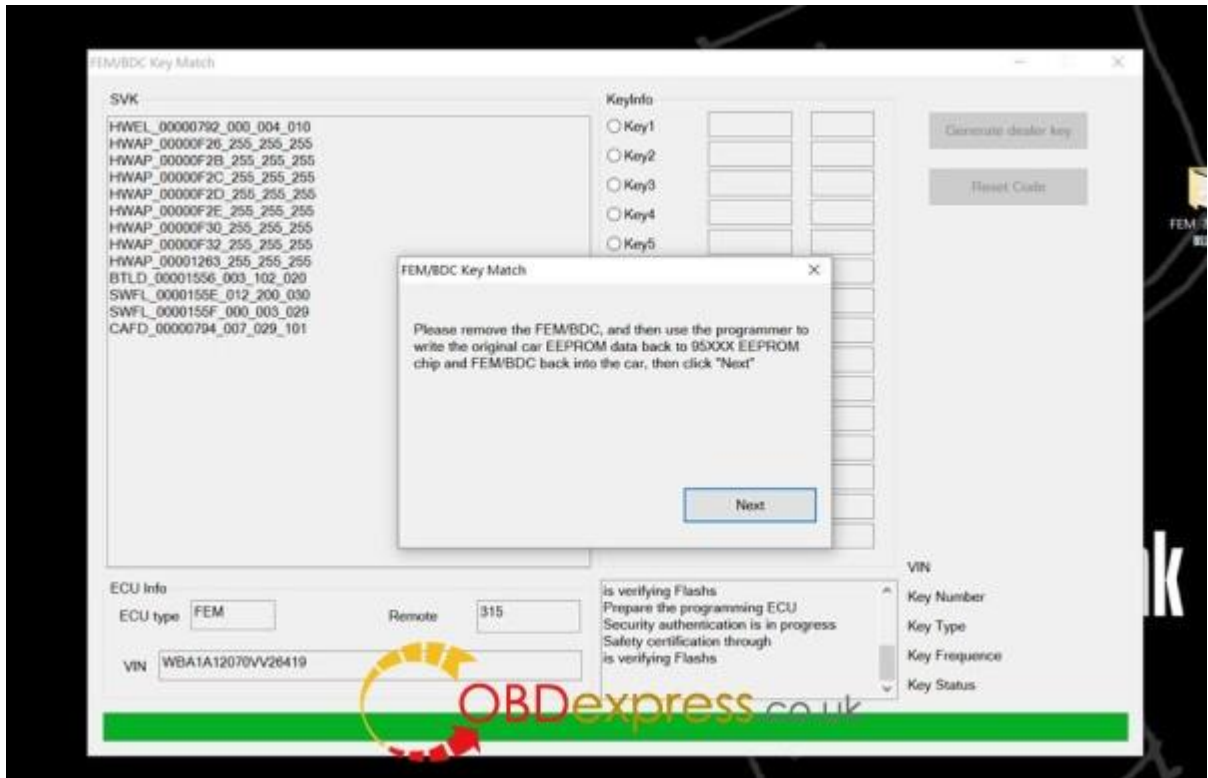 FEM/BDC Key Match
SVK
HWEL_00000792_000_004_010
HWAP_00000F26_255_255_255
HWAP_00000F2B_255_255_255
HWAP_00000F2C_255_255_255
HWAP_00000F2D_255_255_255
HWAP_00000F2E_255_255_255
HWAP_00000F30_255_255_255
HWAP_00000F32_255_255_255
HWAP_00001263_255_255_255
BTLD_00001556_003_102_020
SWFL_0000155E_012_200_030
SWFL_0000155F_000_003_029
CAFD_00000794_007_029_101
KeyInfo
Key1
Key2
Key3
Key4
Key5
Generate dealer key
Reset Code
FEM
FEM/BDC Key Match
Please remove the FEM/BDC, and then use the programmer to
write the original car EEPROM data back to 95XXX EEPROM
chip and FEM/BDC back into the car, then click "Next"
Next
ECU Info
ECU type FEM
Remote 315
VIN WBA1A12070VV26419
is verifying Flashs
Prepare the programming ECU
Security authentication is in progress
Safety certification through
is verifying Flashs
VIN
Key Number
Key Type
Key Frequence
Key Status
k
OBDexpress.co.uk